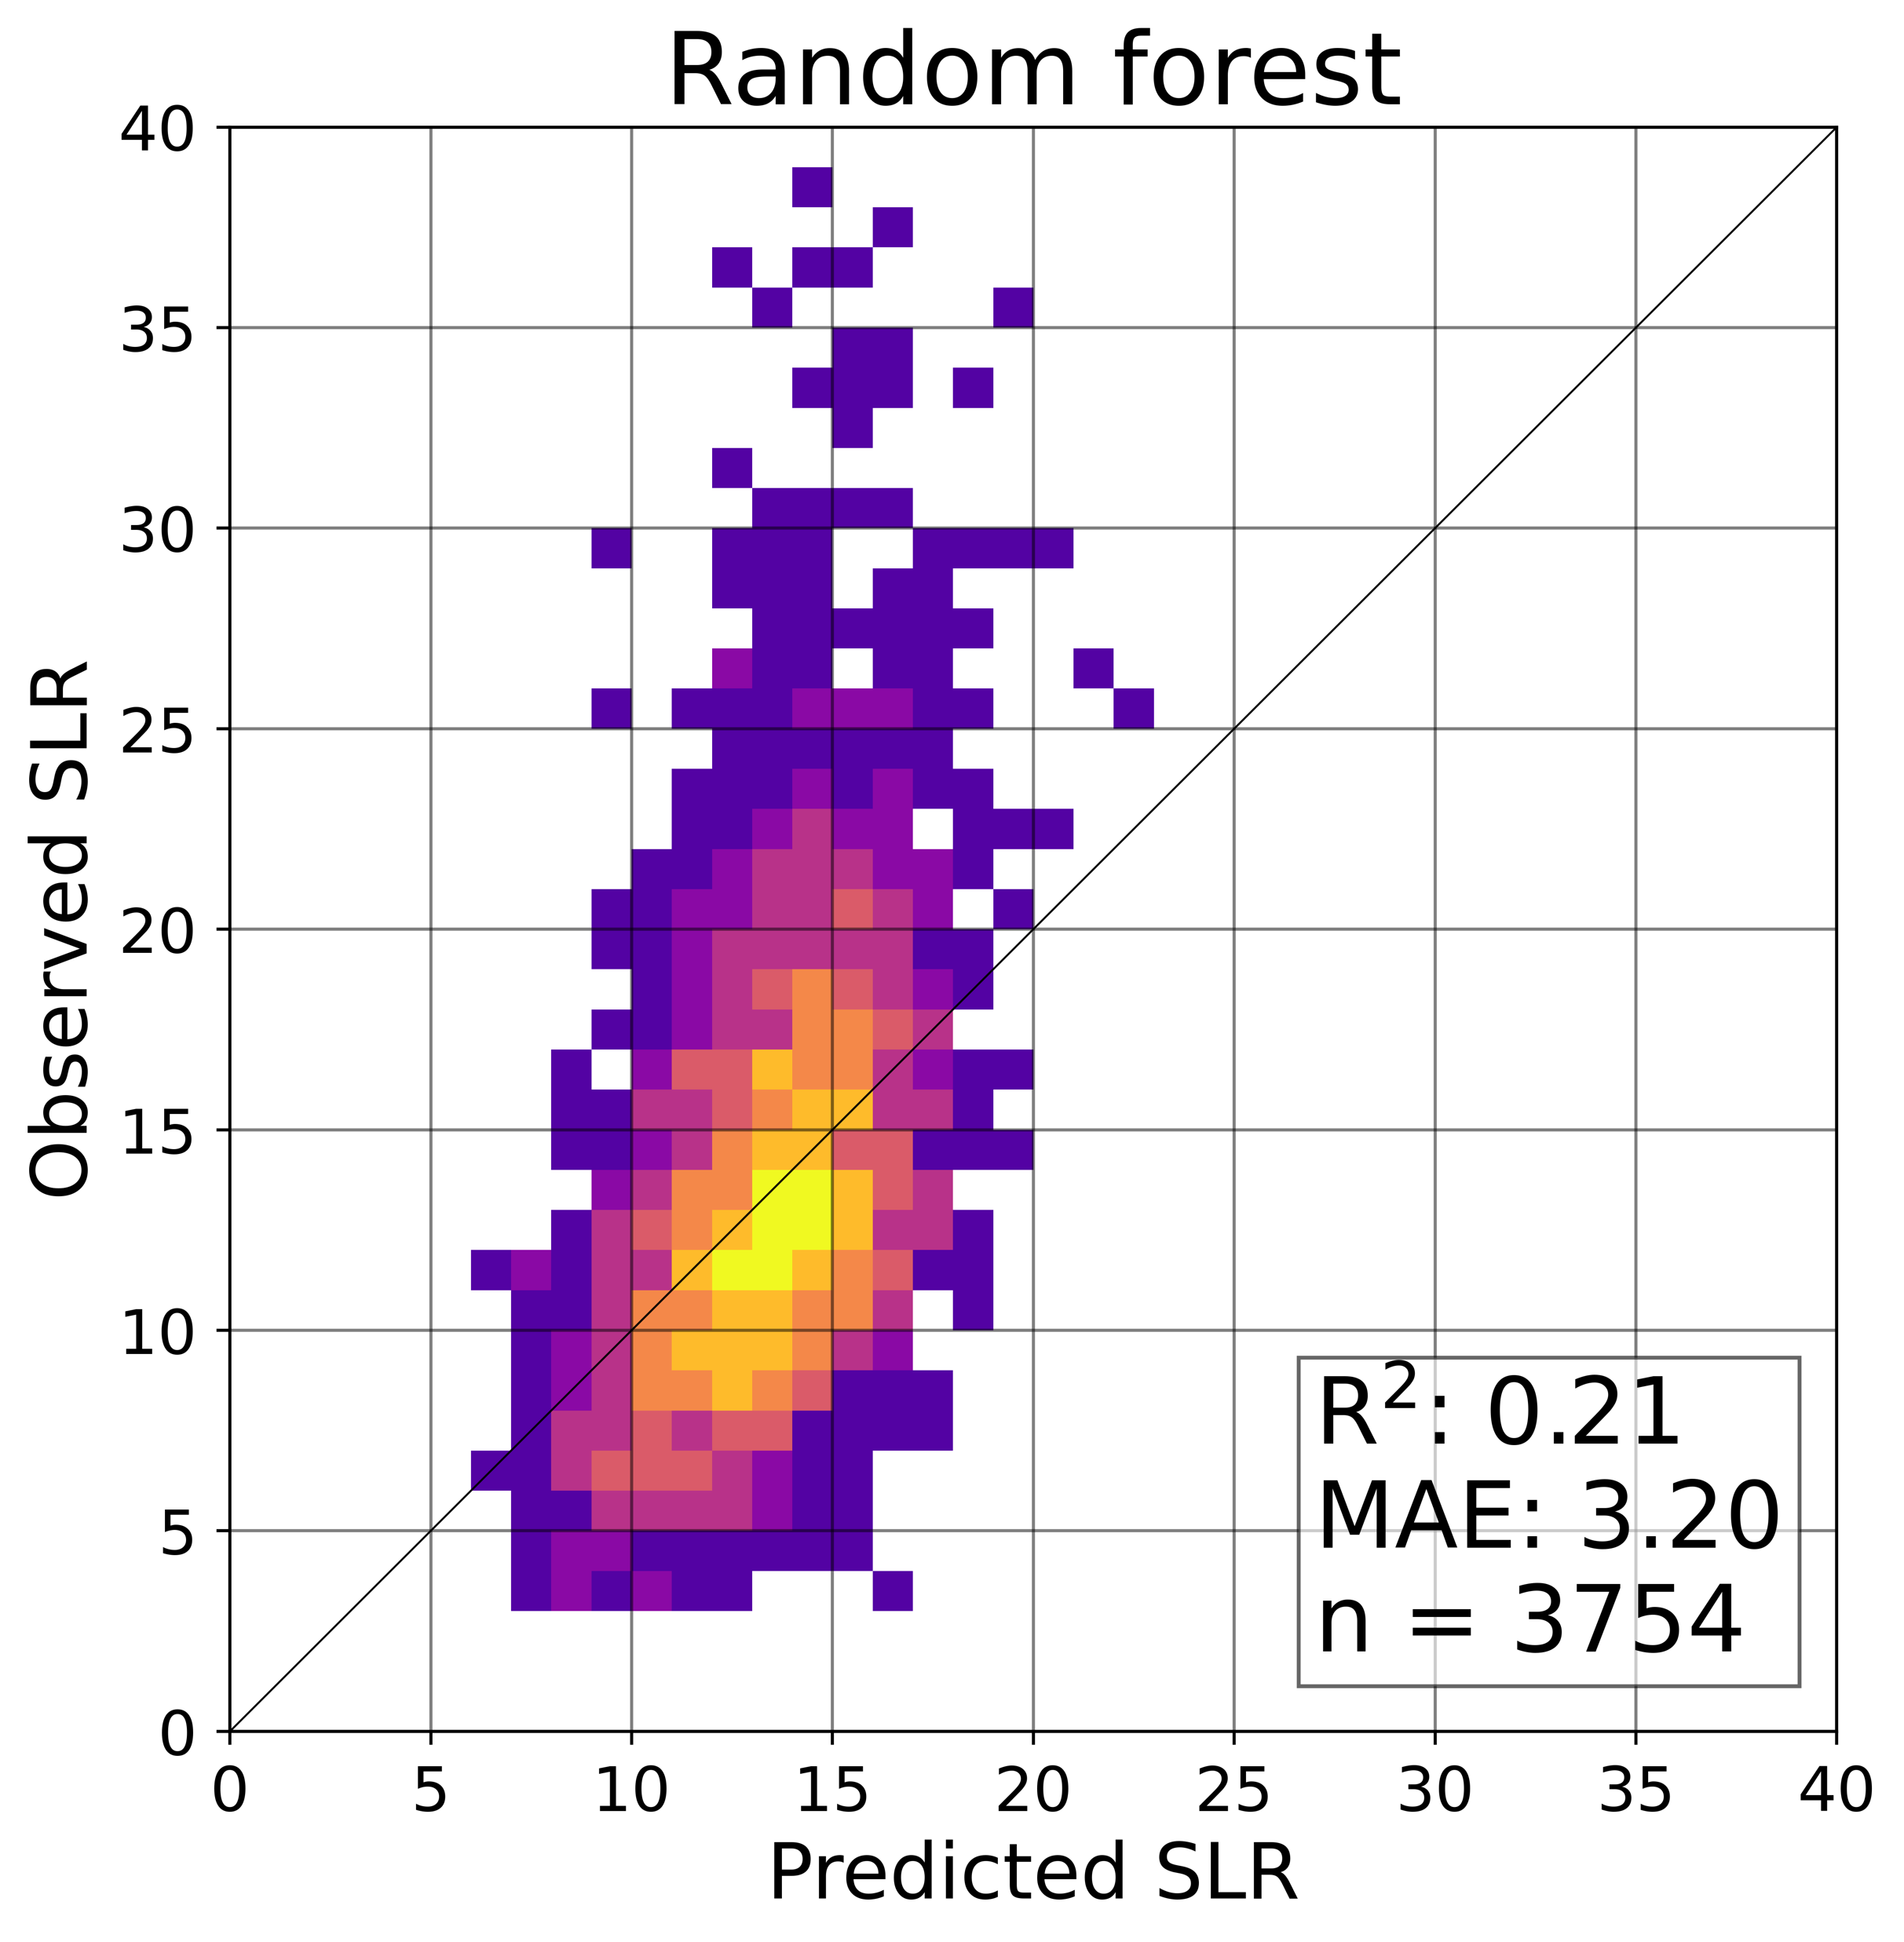 Random forest
40
35
30
25
20
15
10
5
0
Observed SLR
R²: 0.21
MAE: 3.20
n = 3754
0 5 10 15 20 25 30 35 40
Predicted SLR